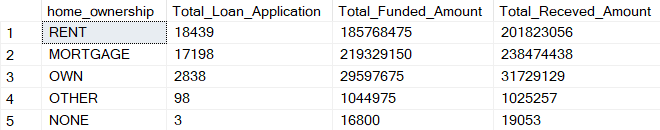 home_ownership Total_Loan_Application Total_Funded_Amount Total_Receved_Amount
1 RENT 18439 185768475 201823056
2 MORTGAGE 17198 219329150 238474438
3 OWN 2838 29597675 31729129
4 OTHER 98 1044975 1025257
5 NONE 3 16800 19053